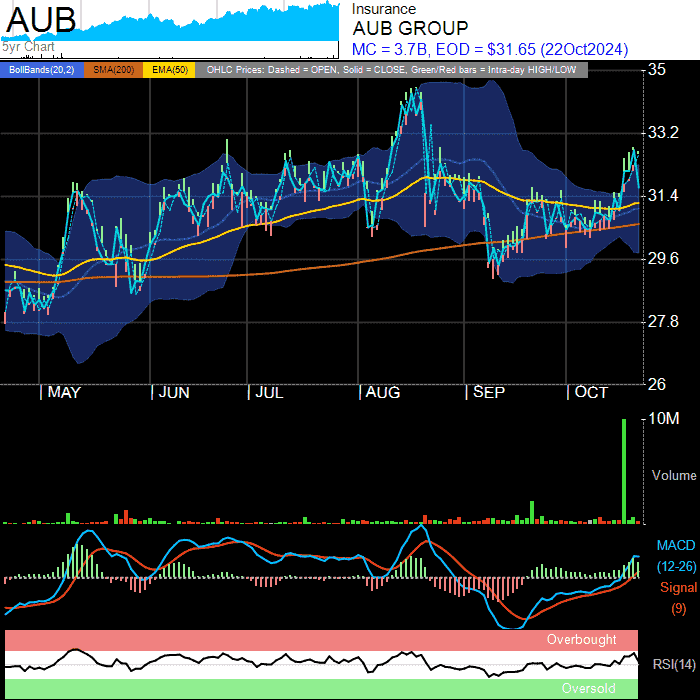 AUB
5yr Chart
Insurance
AUB GROUP
MC = 3.7B, EOD = $31.65 (22Oct2024)
BollBands(20,2) SMA(200) EMA(50) OHLC Prices: Dashed = OPEN, Solid = CLOSE, Green/Red bars = Intra-day HIGH/LOW
35
33.2
31.4
29.6
27.8
26
MAY JUN JUL AUG SEP OCT
10M
Volume
MACD
(12-26)
Signal
(9)
Overbought
RSI(14)
Oversold